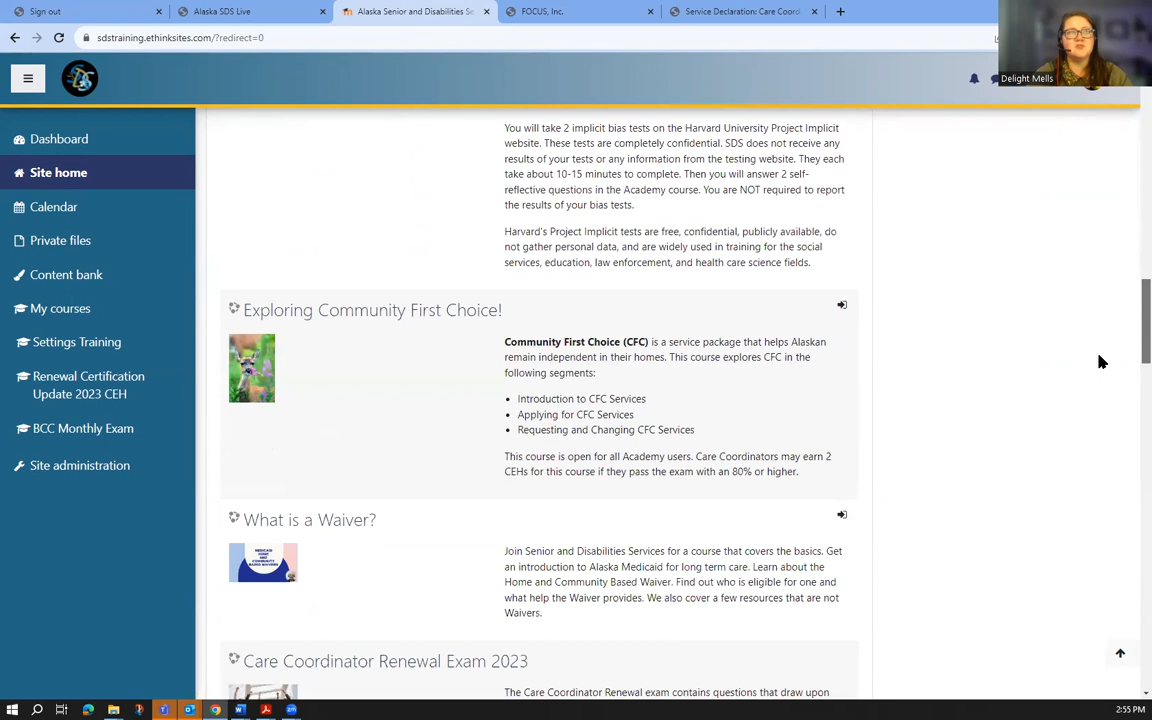 Sign out
Alaska SDS Live
Alaska Senior and Disabilities Se
FOCUS, Inc.
Service Declaration: Care Coord
sdstraining.ethinksites.com/?redirect=0
Delight Mells
Dashboard
Site home
Calendar
Private files
Content bank
My courses
Settings Training
Renewal Certification
Update 2023 CEH
BCC Monthly Exam
Site administration
You will take 2 implicit bias tests on the Harvard University Project Implicit
website. These tests are completely confidential. SDS does not receive any
results of your tests or any information from the testing website. They each
take about 10-15 minutes to complete. Then you will answer 2 self-
reflective questions in the Academy course. You are NOT required to report
the results of your bias tests.
Harvard's Project Implicit tests are free, confidential, publicly available, do
not gather personal data, and are widely used in training for the social
services, education, law enforcement, and health care science fields.
Exploring Community First Choice!
Community First Choice (CFC) is a service package that helps Alaskan
remain independent in their homes. This course explores CFC in the
following segments:
• Introduction to CFC Services
• Applying for CFC Services
• Requesting and Changing CFC Services
This course is open for all Academy users. Care Coordinators may earn 2
CEHs for this course if they pass the exam with an 80% or higher.
What is a Waiver?
MEDICAID
HOME
AND
COMMUNITY
BASED WAIVERS
Join Senior and Disabilities Services for a course that covers the basics. Get
an introduction to Alaska Medicaid for long term care. Learn about the
Home and Community Based Waiver. Find out who is eligible for one and
what help the Waiver provides. We also cover a few resources that are not
Waivers.
Care Coordinator Renewal Exam 2023
The Care Coordinator Renewal exam contains questions that draw upon
2:55 PM